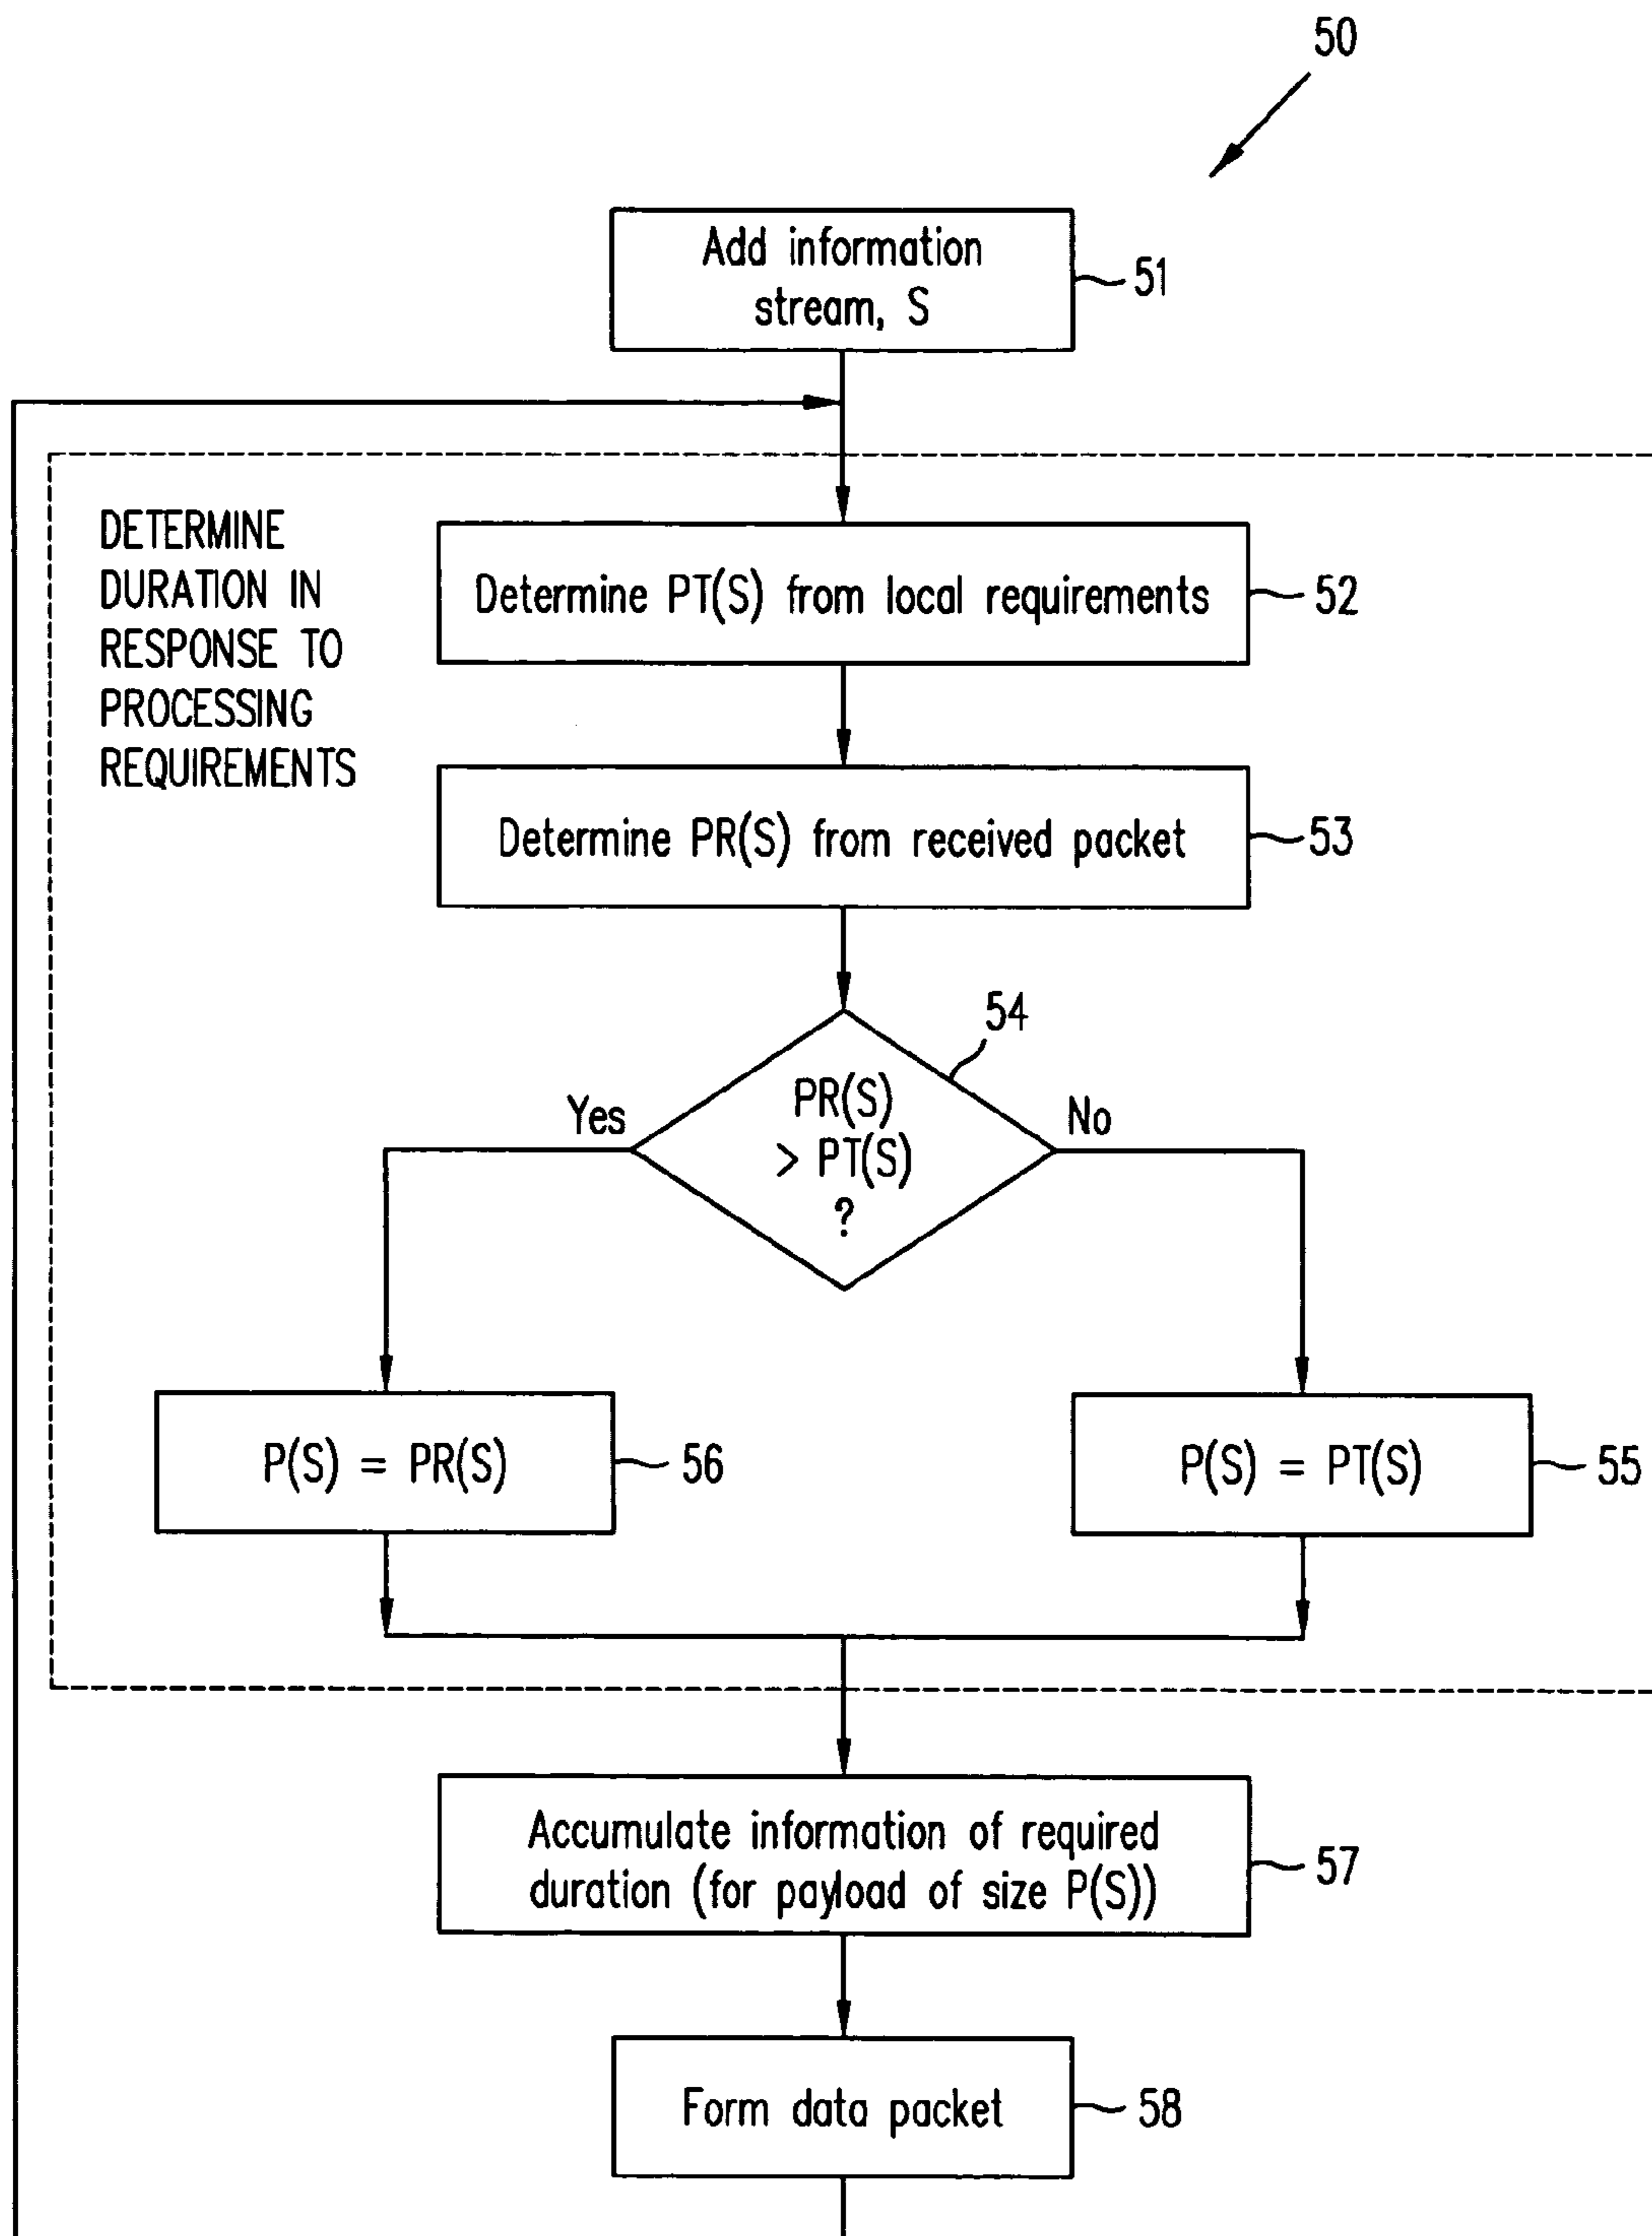 50
Add information
stream, S
51
DETERMINE
DURATION IN
RESPONSE TO
PROCESSING
REQUIREMENTS
Determine PT(S) from local requirements
52
Determine PR(S) from received packet
53
54
PR(S)
> PT(S)
?
Yes
No
P(S) = PR(S)
56
P(S) = PT(S)
55
Accumulate information of required
duration (for payload of size P(S))
57
Form data packet
58